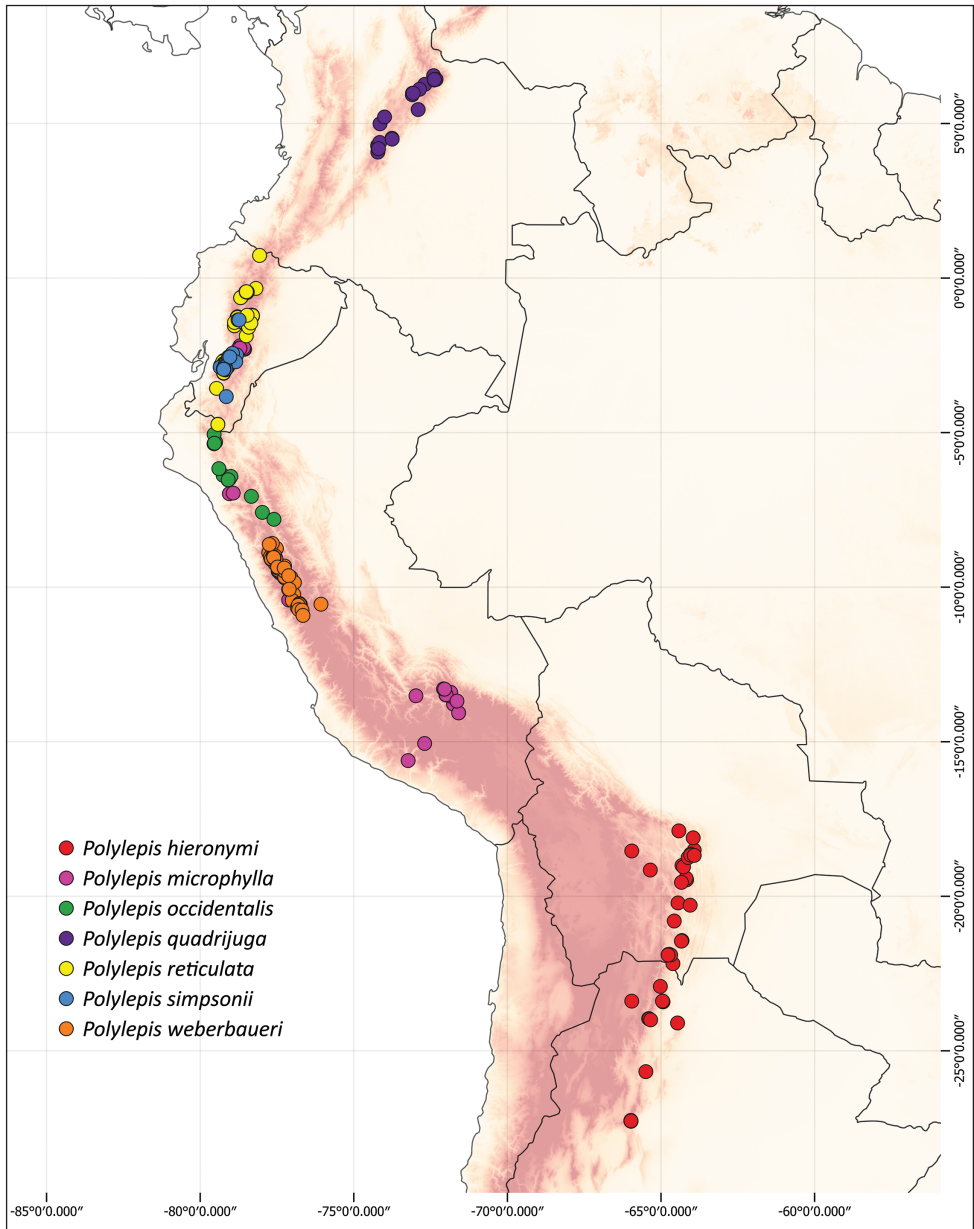 5°0'0.000"
0°0'0.000"
-5°0'0.000"
-10°0'0.000"
-15°0'0.000"
-20°0'0.000"
-25°0'0.000"
Polylepis hieronymi
Polylepis microphylla
Polylepis occidentalis
Polylepis quadrijuga
Polylepis reticulata
Polylepis simpsonii
Polylepis weberbaueri
-85°0'0.000"
-80°0'0.000"
-75°0'0.000"
-70°0'0.000"
-65°0'0.000"
-60°0'0.000"